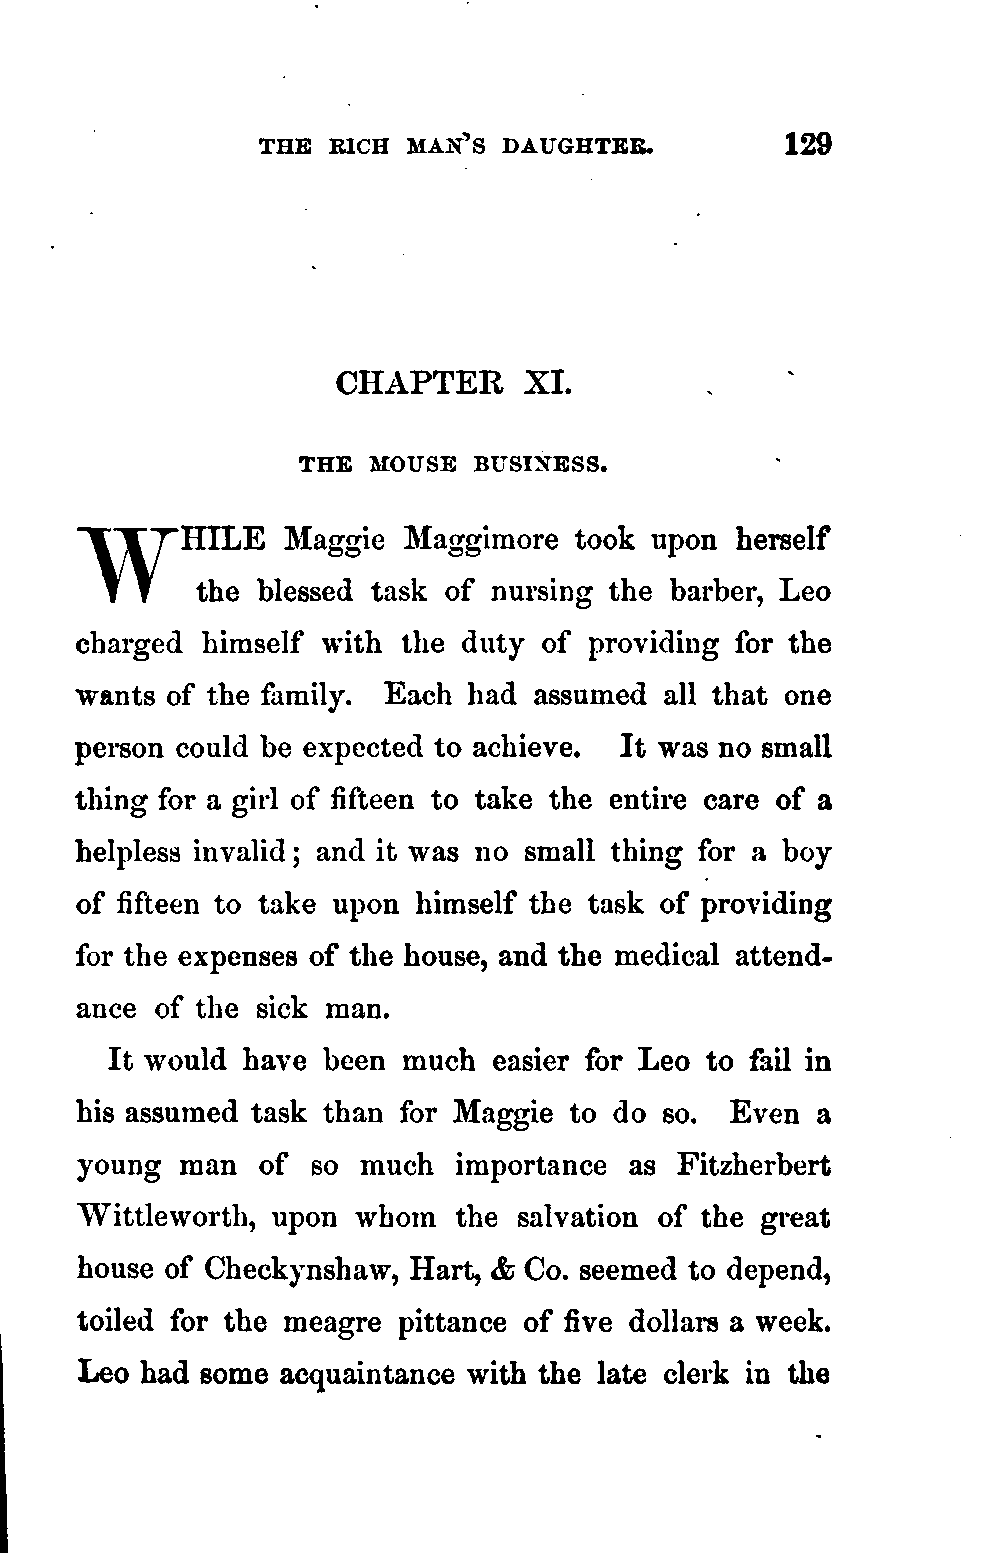 THE RICH MAN'S DAUGHTER. 129
CHAPTER XI.
THE MOUSE BUSINESS.
WHILE Maggie Maggimore took upon herself
the blessed task of nursing the barber, Leo
charged himself with the duty of providing for the
wants of the family. Each had assumed all that one
person could be expected to achieve. It was no small
thing for a girl of fifteen to take the entire care of a
helpless invalid; and it was no small thing for a boy
of fifteen to take upon himself the task of providing
for the expenses of the house, and the medical attend-
ance of the sick man.
It would have been much easier for Leo to fail in
his assumed task than for Maggie to do so. Even a
young man of so much importance as Fitzherbert
Wittleworth, upon whom the salvation of the great
house of Checkynshaw, Hart, & Co. seemed to depend,
toiled for the meagre pittance of five dollars a week.
Leo had some acquaintance with the late clerk in the